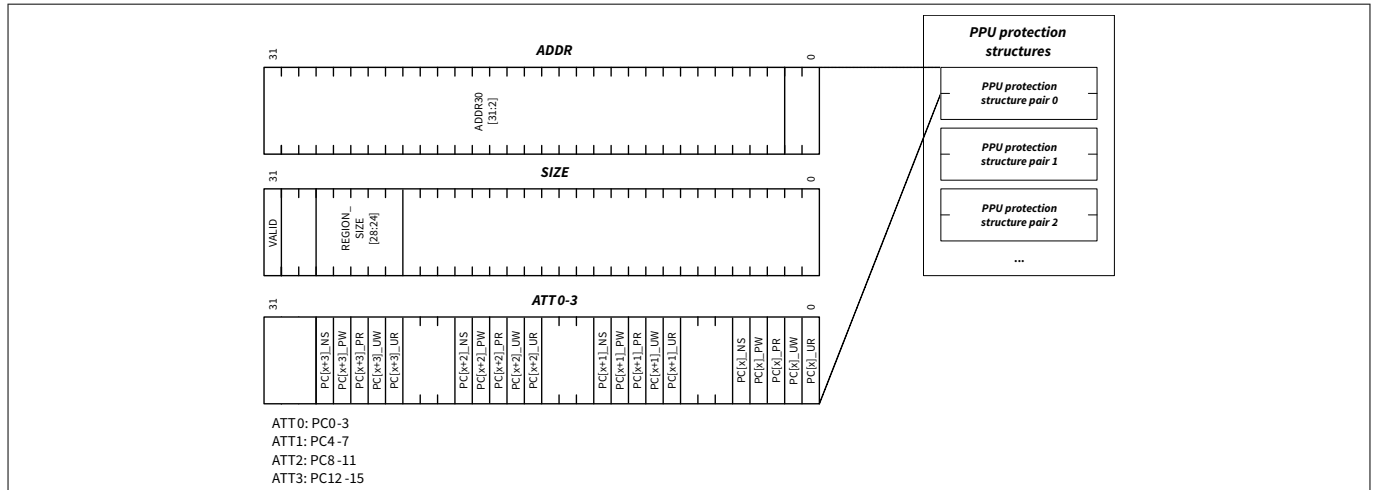 PPU protection
structures
31
ADDR
0
ADDR30
[31:2]
PPU protection
structure pair 0
PPU protection
structure pair 1
PPU protection
structure pair 2
...
31
SIZE
0
VALID
REGION_
SIZE
[28:24]
31
ATT0-3
0
PC[x+3]_NS
PC[x+3]_PW
PC[x+3]_PR
PC[x+3]_UW
PC[x+3]_UR
PC[x+2]_NS
PC[x+2]_PW
PC[x+2]_PR
PC[x+2]_UW
PC[x+2]_UR
PC[x+1]_NS
PC[x+1]_PW
PC[x+1]_PR
PC[x+1]_UW
PC[x+1]_UR
PC[x]_NS
PC[x]_PW
PC[x]_PR
PC[x]_UW
PC[x]_UR
ATT0: PC0-3
ATT1: PC4-7
ATT2: PC8-11
ATT3: PC12-15